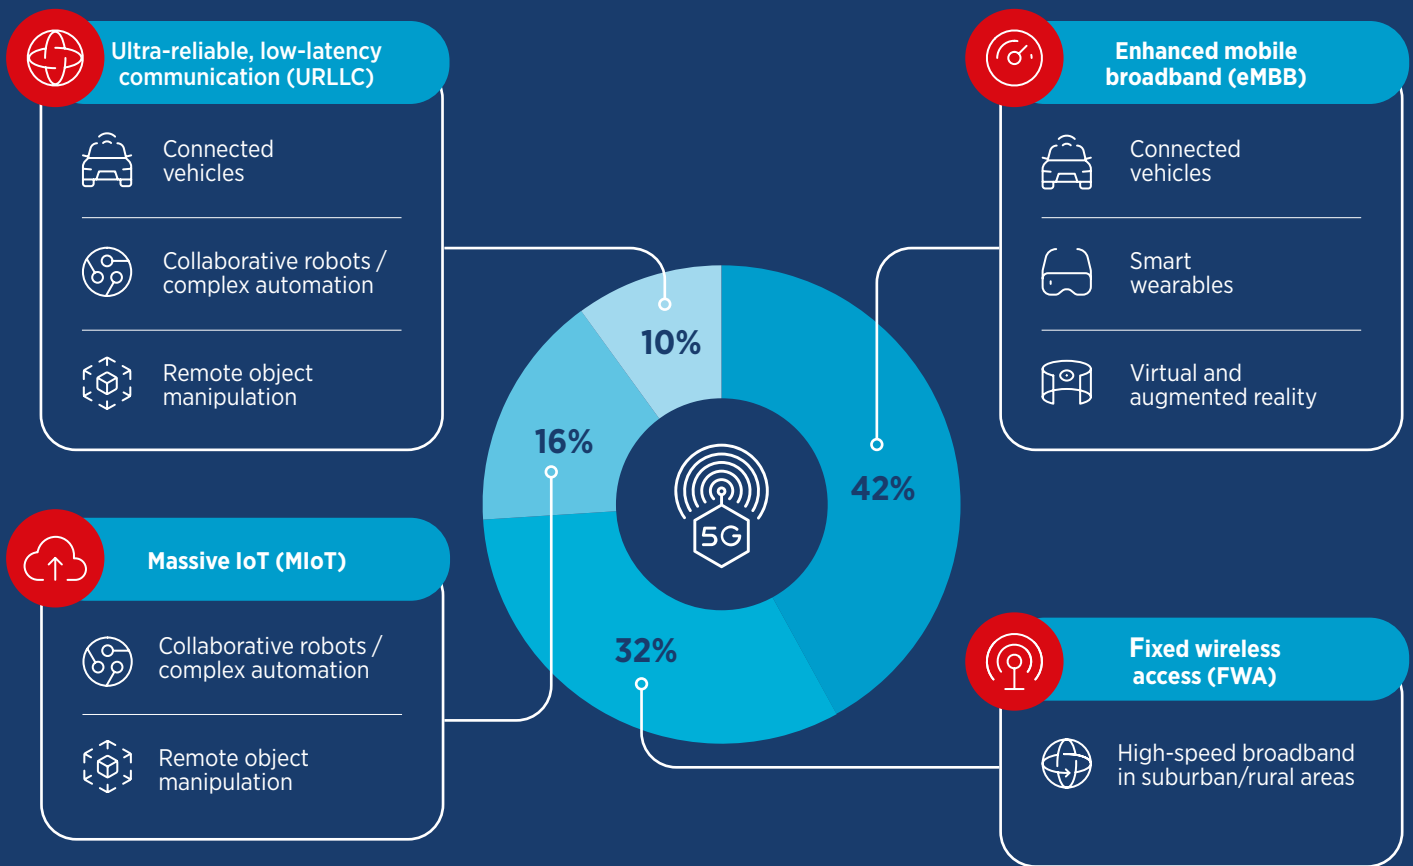 Ultra-reliable, low-latency
communication (URLLC)
Connected
vehicles
Collaborative robots /
complex automation
Remote object
manipulation
Enhanced mobile
broadband (eMBB)
Connected
vehicles
Smart
wearables
Virtual and
augmented reality
10%
16%
42%
32%
5G
Massive IoT (MIoT)
Collaborative robots /
complex automation
Remote object
manipulation
Fixed wireless
access (FWA)
High-speed broadband
in suburban/rural areas